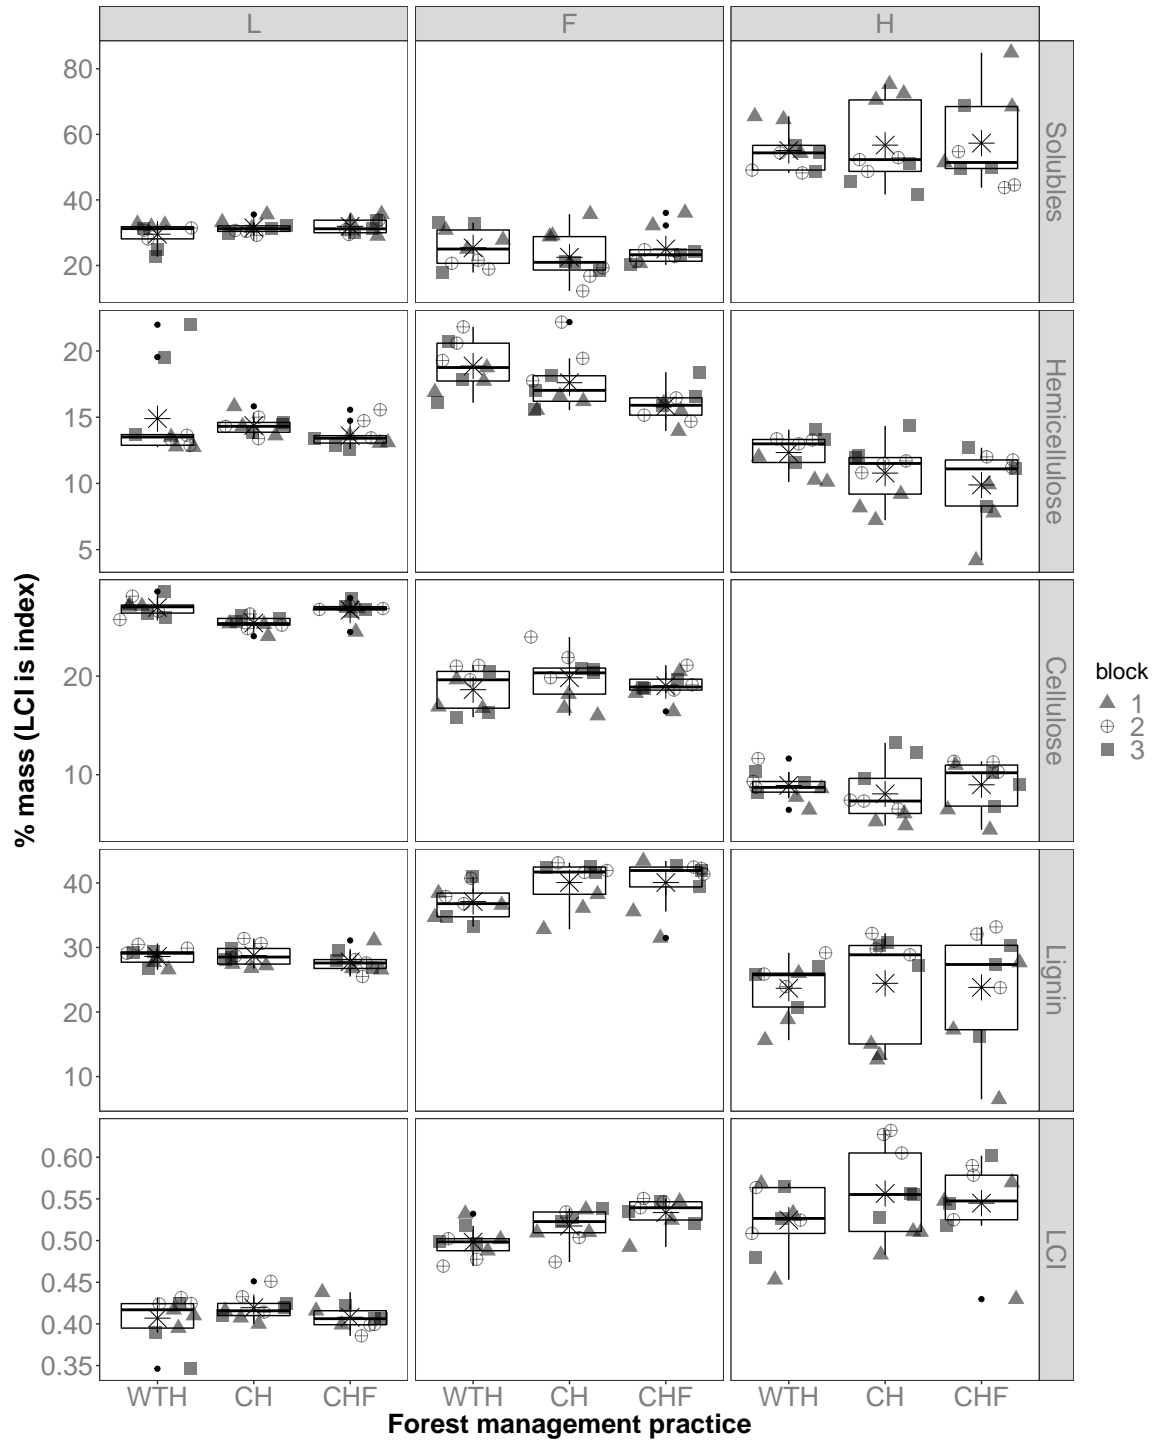 L F H
80
60
40
20
Solubles
20
15
10
5
Hemicellulose
20
10
Cellulose
40
30
20
10
Lignin
0.60
0.55
0.50
0.45
0.40
0.35
LCI
% mass (LCI is index)
WTH CH CHF WTH CH CHF WTH CH CHF
Forest management practice
block
1
2
3